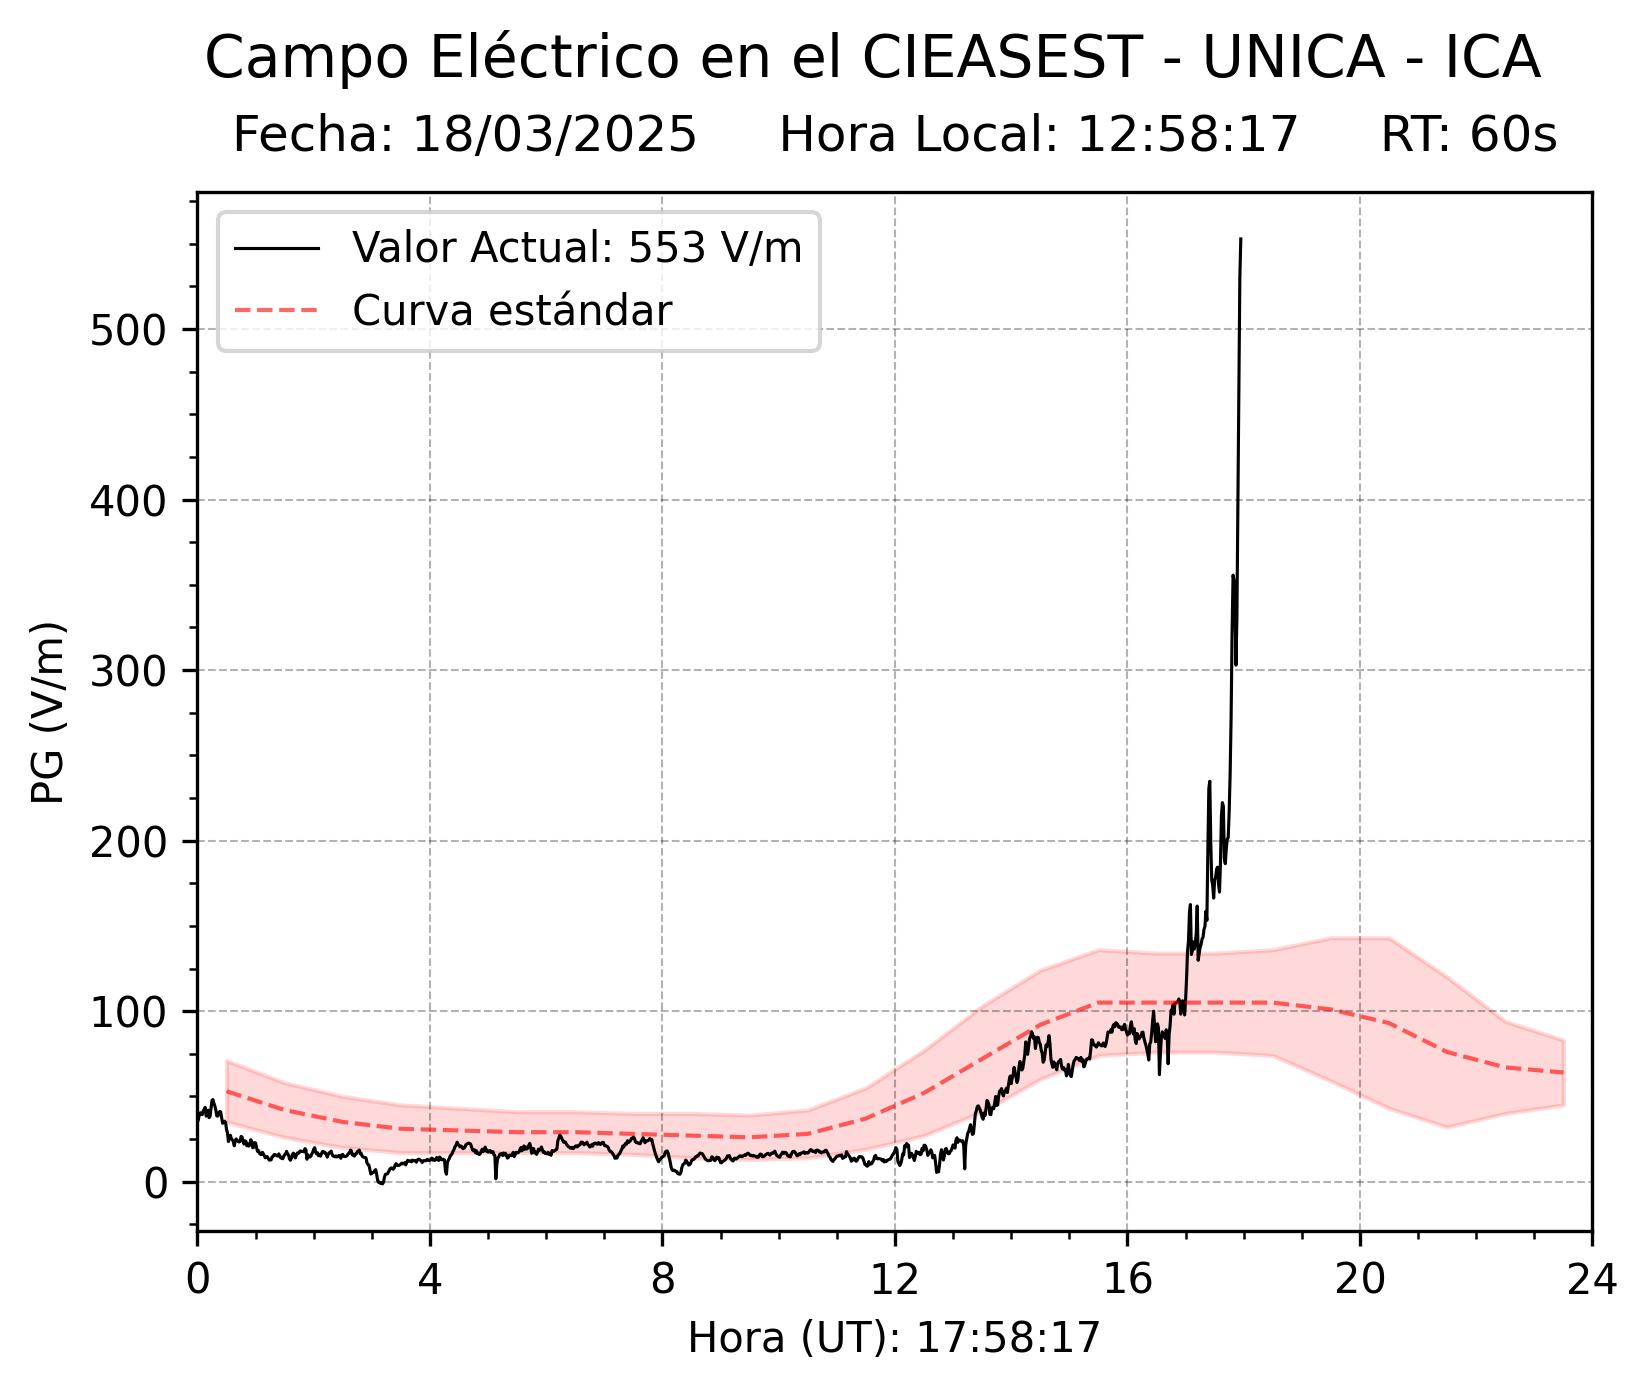 Campo Eléctrico en el CIEASEST - UNICA - ICA
Fecha: 18/03/2025 Hora Local: 12:58:17 RT: 60s
Valor Actual: 553 V/m
Curva estándar
PG (V/m)
500
400
300
200
100
0
0 4 8 12 16 20 24
Hora (UT): 17:58:17